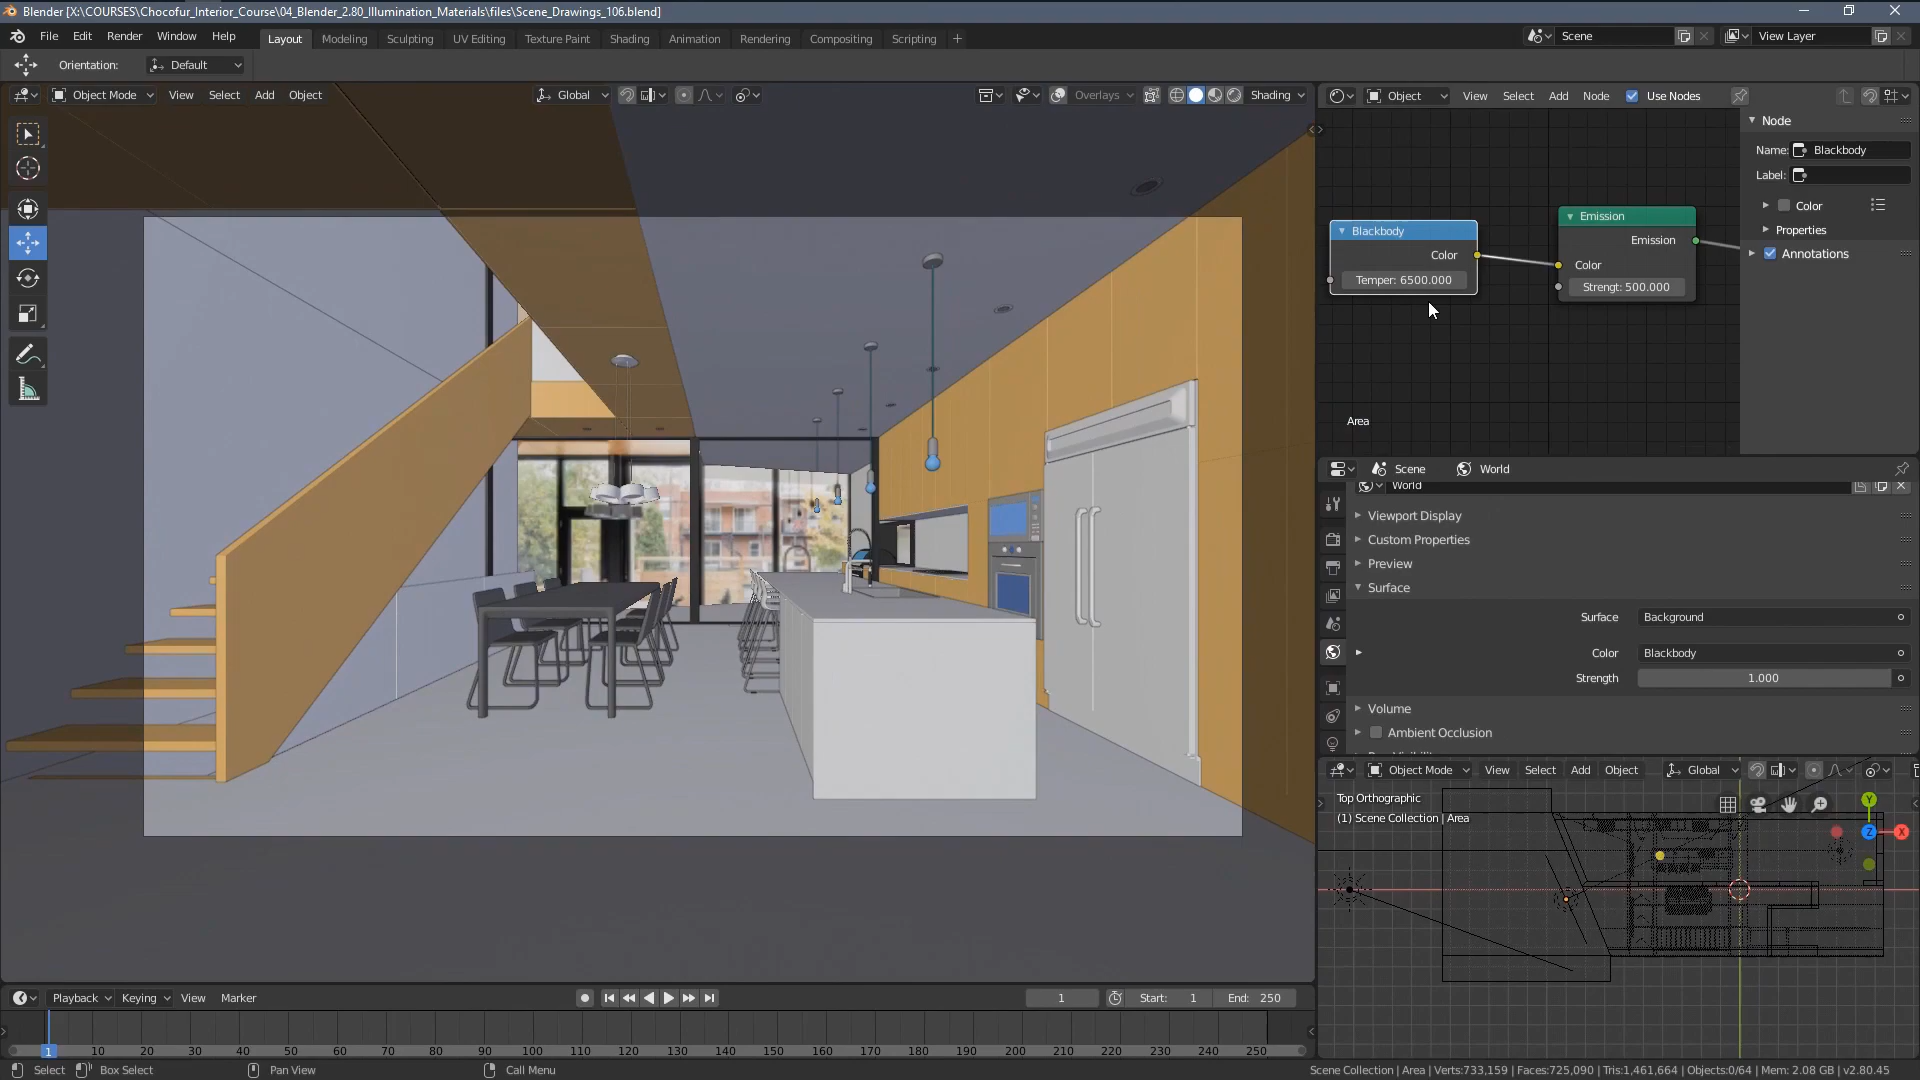 Blender [X:\COURSES\Chocofur_Interior_Course\04_Blender_2.80_Illumination_Materials\files\Scene_Drawings_106.blend]
File Edit Render Window Help Layout Modeling Sculpting UV Editing Texture Paint Shading Animation Rendering Compositing Scripting + Scene View Layer
Orientation: Default
Object Mode View Select Add Object Global Overlays Shading
Object View Select Add Node Use Nodes
Node
Name: Blackbody
Label:
Color
Properties
Annotations
Blackbody
Color
Temper: 6500.000
Emission
Emission
Color
Strengt: 500.000
Area
Scene World
World
Viewport Display
Custom Properties
Preview
Surface
Surface Background
Color Blackbody
Strength 1.000
Volume
Ambient Occlusion
Object Mode View Select Add Object Global
Top Orthographic
(1) Scene Collection | Area
Y
Z X
Playback Keying View Marker 1 Start: 1 End: 250
1 10 20 30 40 50 60 70 80 90 100 110 120 130 140 150 160 170 180 190 200 210 220 230 240 250
Select Box Select Pan View Call Menu Scene Collection | Area | Verts:733,159 | Faces:725,090 | Tris:1,461,664 | Objects:0/64 | Mem: 2.08 GB | v2.80.45